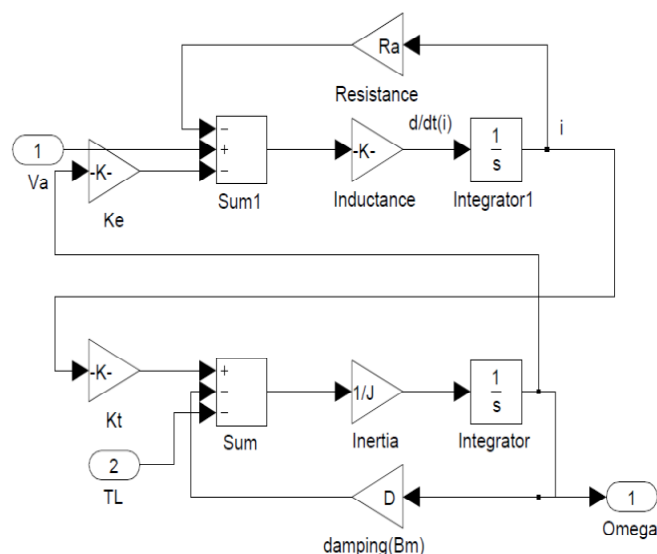 Ra
Resistance
d/dt(i)
i
1
Va
-K-
Ke
−
+
−
Sum1
-K-
Inductance
1
s
Integrator1
-K-
Kt
+
−
−
Sum
1/J
Inertia
1
s
Integrator
2
TL
D
damping(Bm)
1
Omega